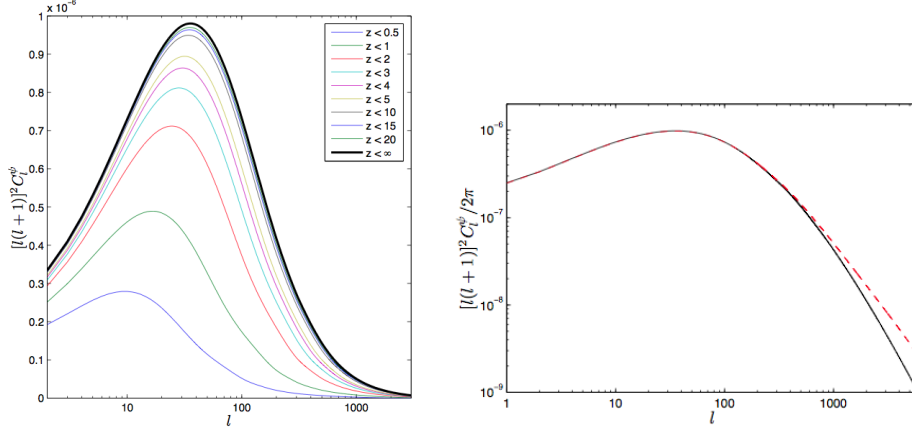 x 10⁻⁶
1
0.9
0.8
0.7
0.6
0.5
0.4
0.3
0.2
0.1
0
[l(l + 1)]²C_l^ψ
10
100
1000
l
z < 0.5
z < 1
z < 2
z < 3
z < 4
z < 5
z < 10
z < 15
z < 20
z < ∞
[l(l + 1)]²C_l^ψ/2π
10⁻⁶
10⁻⁷
10⁻⁸
10⁻⁹
1
10
100
1000
l